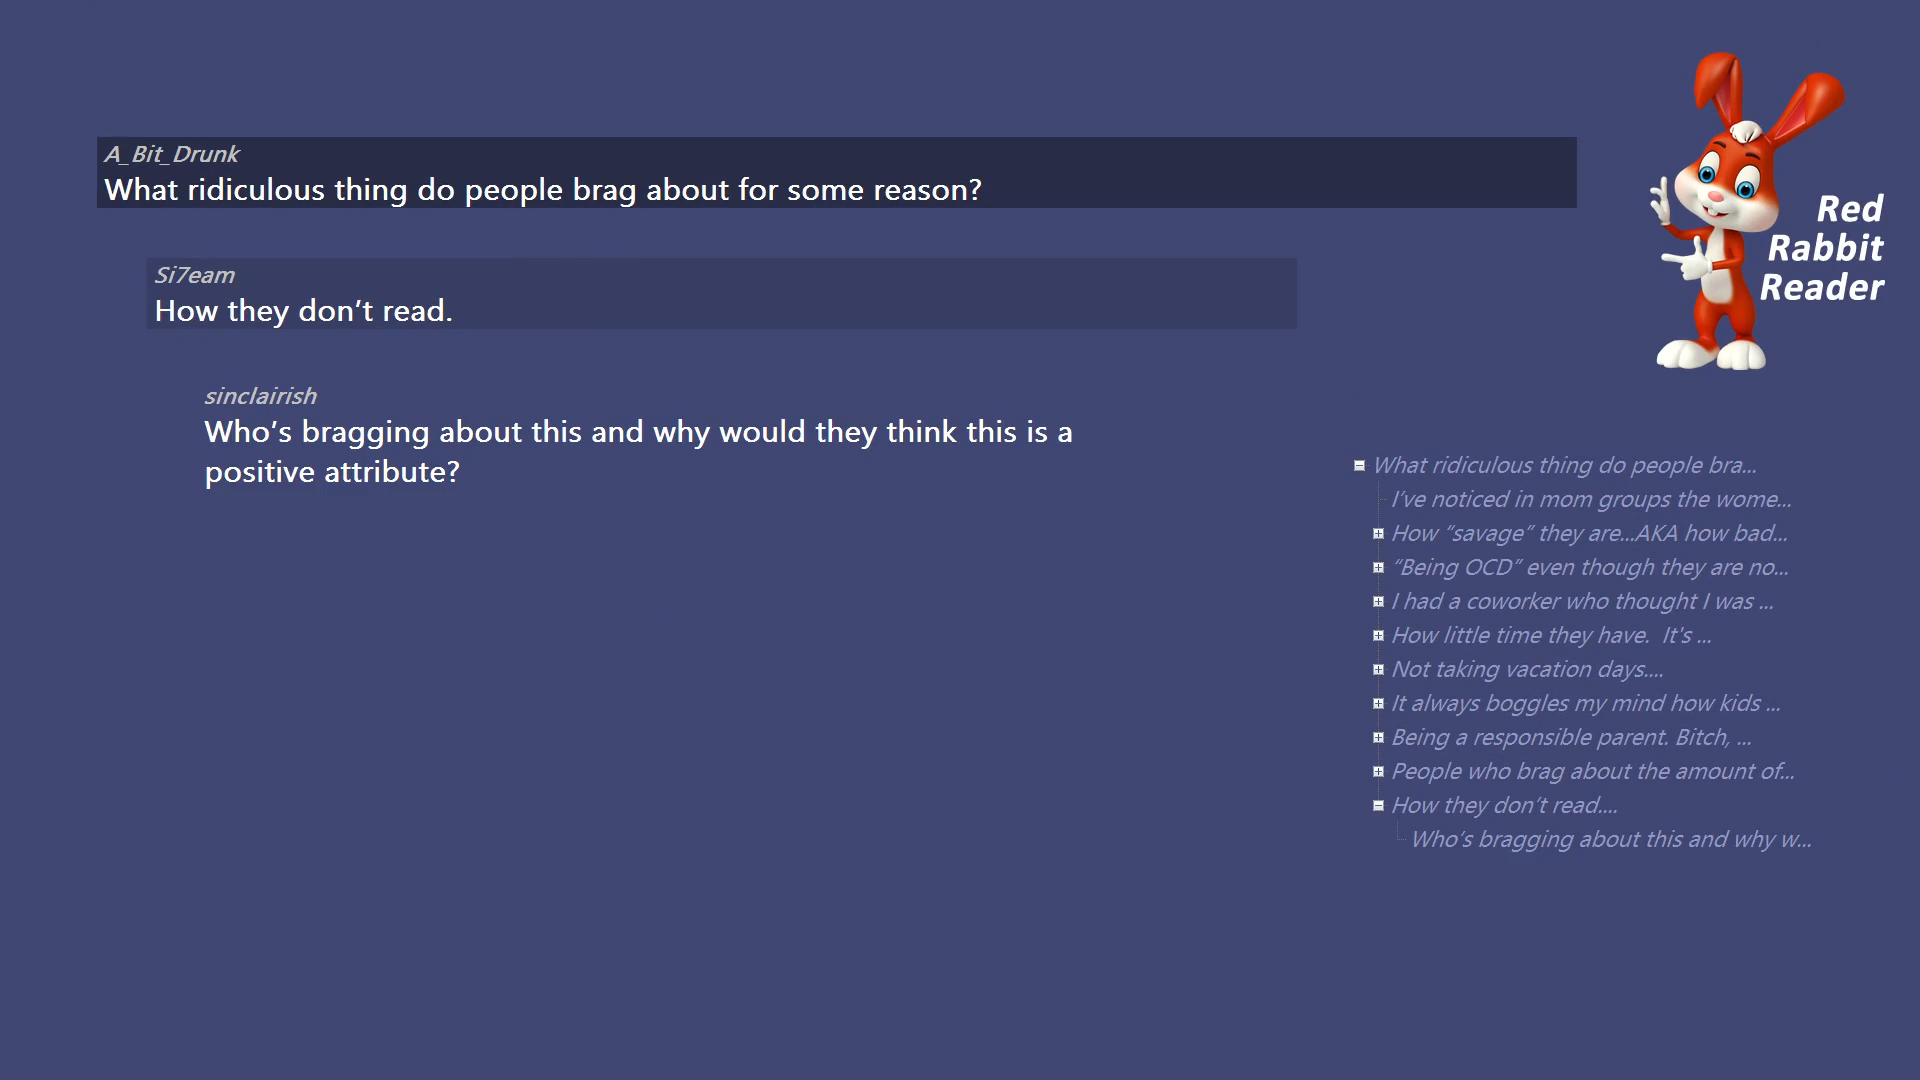 A_Bit_Drunk
What ridiculous thing do people brag about for some reason?
Si7eam
How they don’t read.
sinclairish
Who’s bragging about this and why would they think this is a
positive attribute?
Red
Rabbit
Reader
What ridiculous thing do people bra...
I’ve noticed in mom groups the wome...
How “savage” they are...AKA how bad...
“Being OCD” even though they are no...
I had a coworker who thought I was ...
How little time they have.  It's ...
Not taking vacation days....
It always boggles my mind how kids ...
Being a responsible parent. Bitch, ...
People who brag about the amount of...
How they don’t read....
Who’s bragging about this and why w...